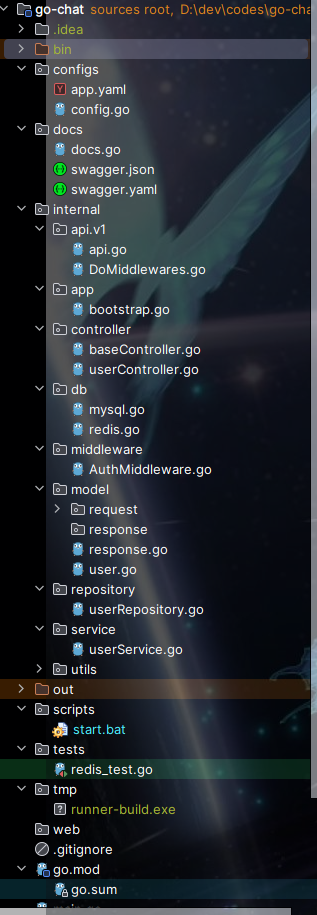 go-chat sources root, D:\dev\codes\go-cha
.idea
bin
configs
app.yaml
config.go
docs
docs.go
swagger.json
swagger.yaml
internal
api.v1
api.go
DoMiddlewares.go
app
bootstrap.go
controller
baseController.go
userController.go
db
mysql.go
redis.go
middleware
AuthMiddleware.go
model
request
response
response.go
user.go
repository
userRepository.go
service
userService.go
utils
out
scripts
start.bat
tests
redis_test.go
tmp
runner-build.exe
web
.gitignore
go.mod
go.sum